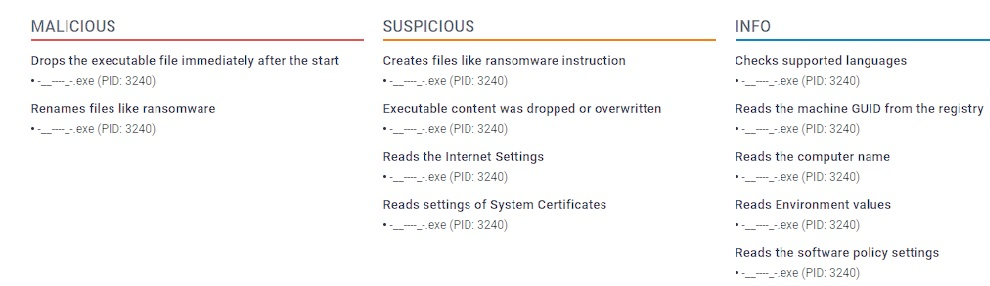 MALICIOUS
Drops the executable file immediately after the start
• -__----_-.exe (PID: 3240)
Renames files like ransomware
• -__----_-.exe (PID: 3240)
SUSPICIOUS
Creates files like ransomware instruction
• -__----_-.exe (PID: 3240)
Executable content was dropped or overwritten
• -__----_-.exe (PID: 3240)
Reads the Internet Settings
• -__----_-.exe (PID: 3240)
Reads settings of System Certificates
• -__----_-.exe (PID: 3240)
INFO
Checks supported languages
• -__----_-.exe (PID: 3240)
Reads the machine GUID from the registry
• -__----_-.exe (PID: 3240)
Reads the computer name
• -__----_-.exe (PID: 3240)
Reads Environment values
• -__----_-.exe (PID: 3240)
Reads the software policy settings
• -__----_-.exe (PID: 3240)